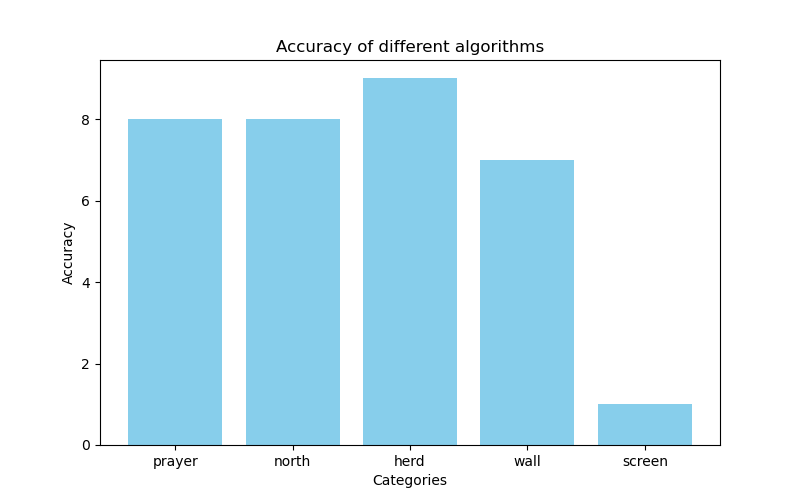 Accuracy of different algorithms
Accuracy
8
6
4
2
0
prayer north herd wall screen
Categories